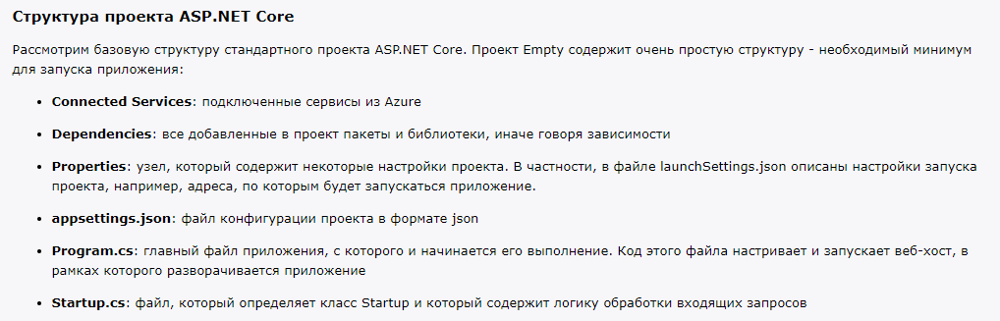 Структура проекта ASP.NET Core
Рассмотрим базовую структуру стандартного проекта ASP.NET Core. Проект Empty содержит очень простую структуру - необходимый минимум
для запуска приложения:
• Connected Services: подключенные сервисы из Azure
• Dependencies: все добавленные в проект пакеты и библиотеки, иначе говоря зависимости
• Properties: узел, который содержит некоторые настройки проекта. В частности, в файле launchSettings.json описаны настройки запуска
проекта, например, адреса, по которым будет запускаться приложение.
• appsettings.json: файл конфигурации проекта в формате json
• Program.cs: главный файл приложения, с которого и начинается его выполнение. Код этого файла настривает и запускает веб-хост, в
рамках которого разворачивается приложение
• Startup.cs: файл, который определяет класс Startup и который содержит логику обработки входящих запросов